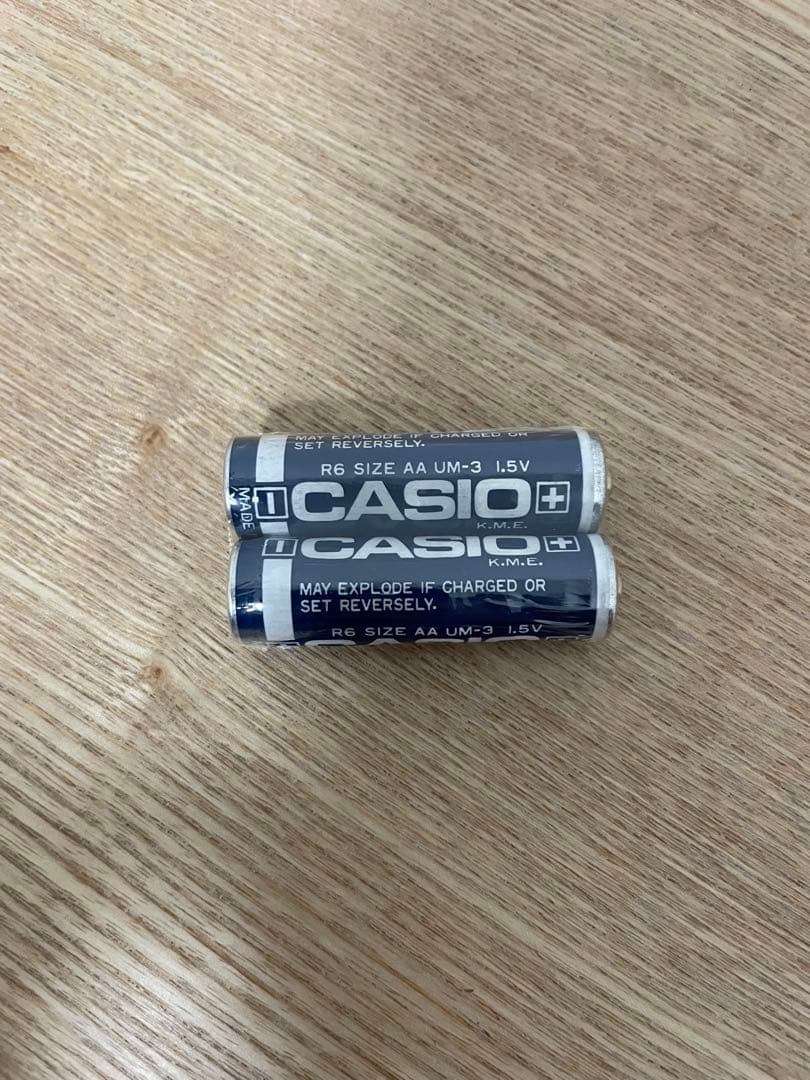 MAY EXPLODE IF CHARGED OR
SET REVERSELY.
R6 SIZE AA UM-3 1.5V
MADE
− CASIO +
K.M.E.
− CASIO +
K.M.E.
MAY EXPLODE IF CHARGED OR
SET REVERSELY.
R6 SIZE AA UM-3 1.5V
CASIO